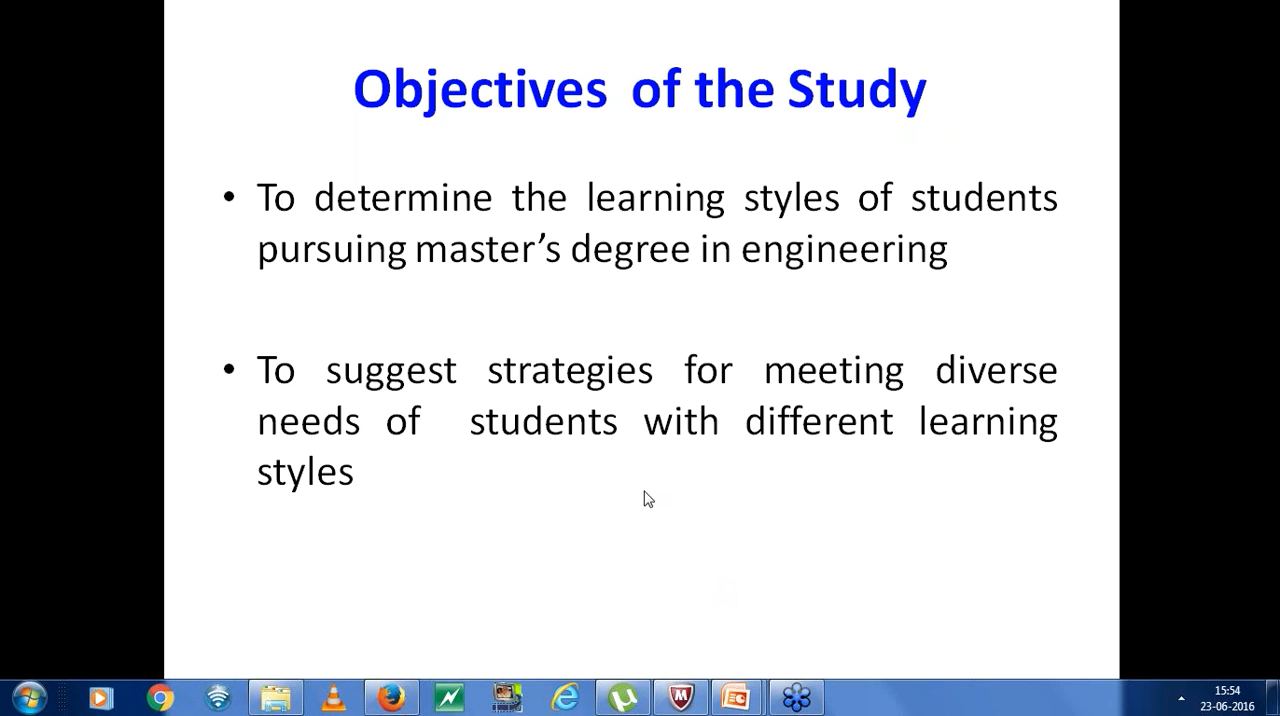 Objectives of the Study
• To determine the learning styles of students
pursuing master’s degree in engineering
• To suggest strategies for meeting diverse
needs of students with different learning
styles
15:54
23-06-2016